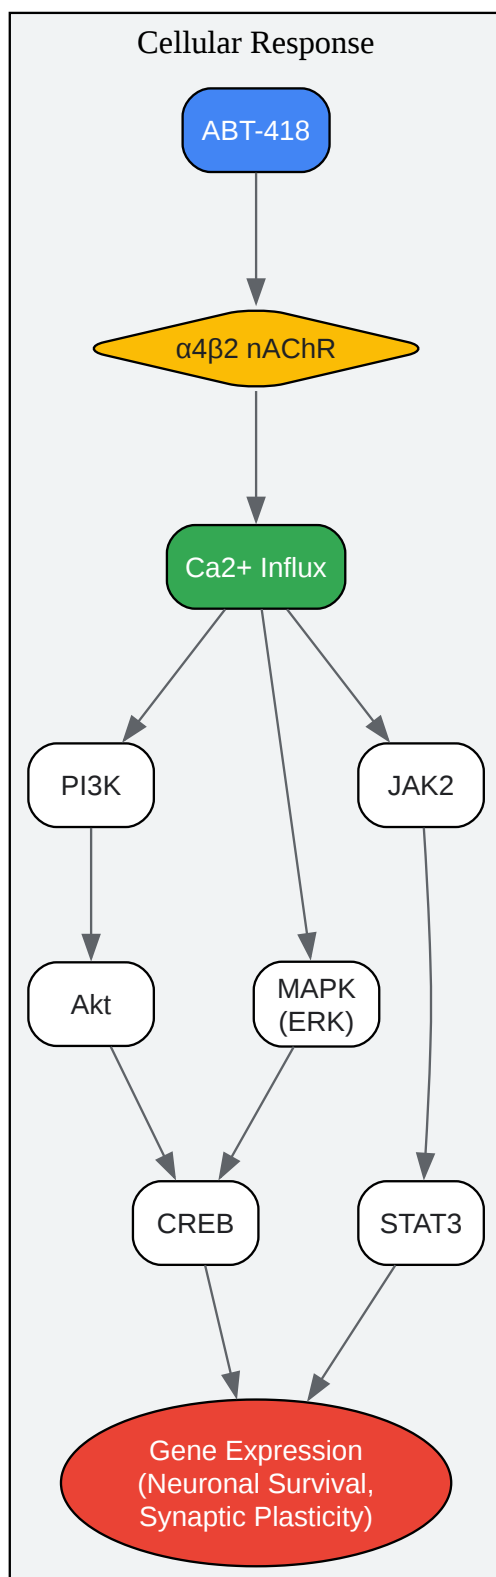 Cellular Response
ABT-418
α4β2 nAChR
Ca2+ Influx
PI3K
JAK2
Akt
MAPK
(ERK)
CREB
STAT3
Gene Expression
(Neuronal Survival,
Synaptic Plasticity)